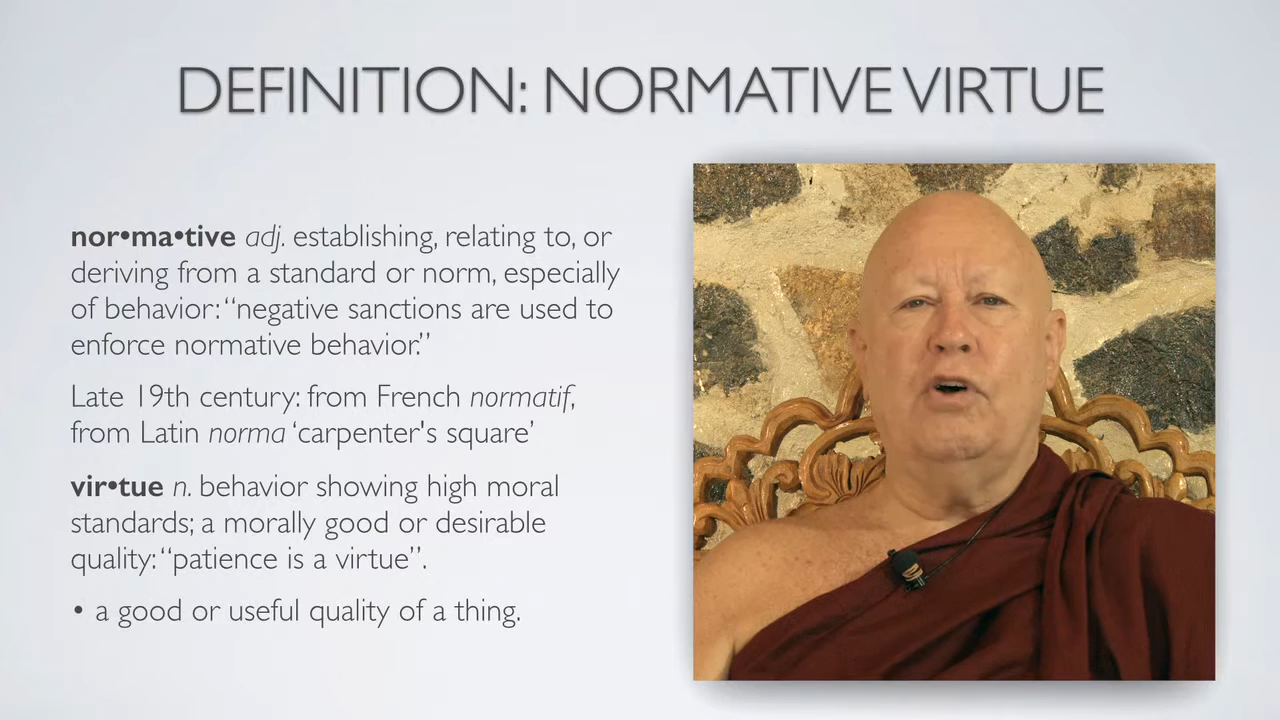 DEFINITION: NORMATIVE VIRTUE
nor•ma•tive adj. establishing, relating to, or
deriving from a standard or norm, especially
of behavior: “negative sanctions are used to
enforce normative behavior.”
Late 19th century: from French normatif,
from Latin norma ‘carpenter's square’
vir•tue n. behavior showing high moral
standards; a morally good or desirable
quality: “patience is a virtue”.
• a good or useful quality of a thing.